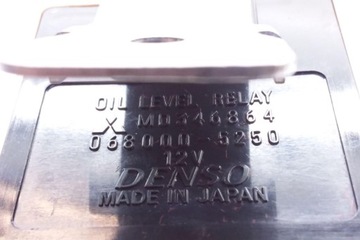 OIL LEVEL RELAY
X MD346864
068000-5250
12V
DENSO
MADE IN JAPAN